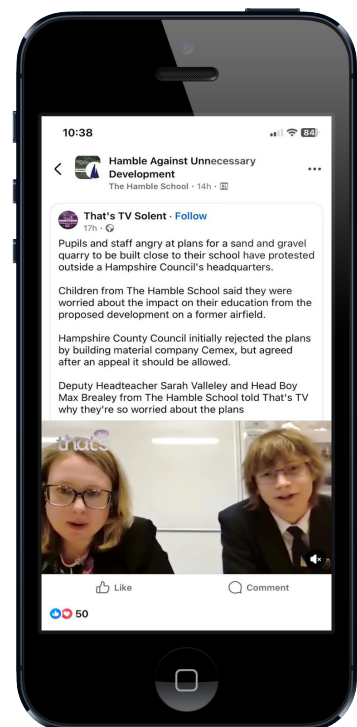 10:38
84
Hamble Against Unnecessary
Development
The Hamble School · 14h ·
That's TV Solent · Follow
17h ·
Pupils and staff angry at plans for a sand and gravel
quarry to be built close to their school have protested
outside a Hampshire Council's headquarters.
Children from The Hamble School said they were
worried about the impact on their education from the
proposed development on a former airfield.
Hampshire County Council initially rejected the plans
by building material company Cemex, but agreed
after an appeal it should be allowed.
Deputy Headteacher Sarah Valleley and Head Boy
Max Brealey from The Hamble School told That's TV
why they're so worried about the plans
that's
Like
Comment
50